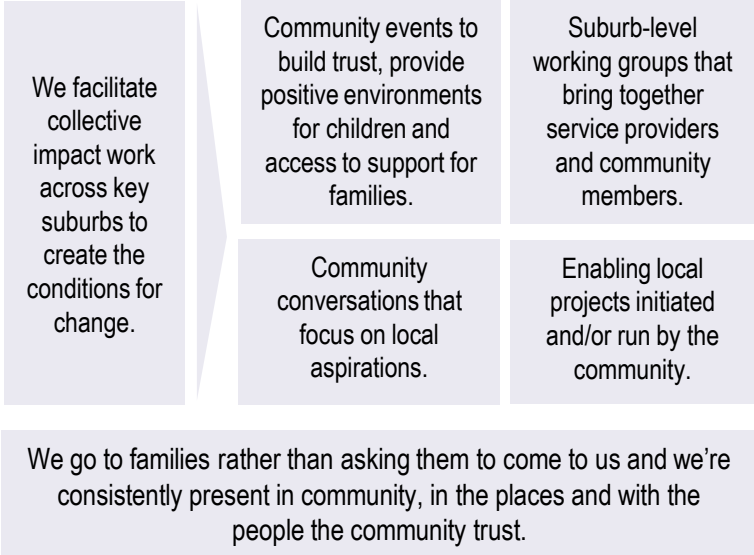 We facilitate
collective
impact work
across key
suburbs to
create the
conditions for
change.
Community events to
build trust, provide
positive environments
for children and
access to support for
families.
Suburb-level
working groups that
bring together
service providers
and community
members.
Community
conversations that
focus on local
aspirations.
Enabling local
projects initiated
and/or run by the
community.
We go to families rather than asking them to come to us and we're
consistently present in community, in the places and with the
people the community trust.